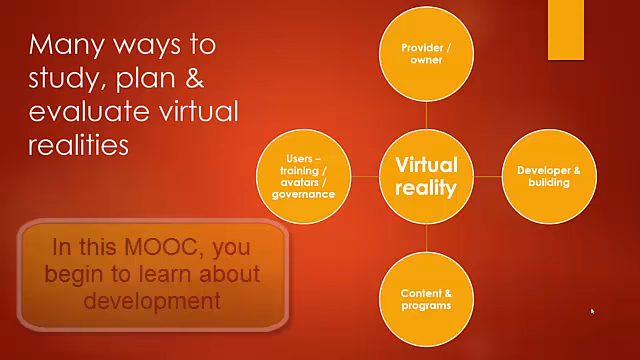 Many ways to
study, plan &
evaluate virtual
realities
Provider /
owner
Users –
training /
avatars /
governance
Virtual
reality
Developer &
building
Content &
programs
In this MOOC, you
begin to learn about
development